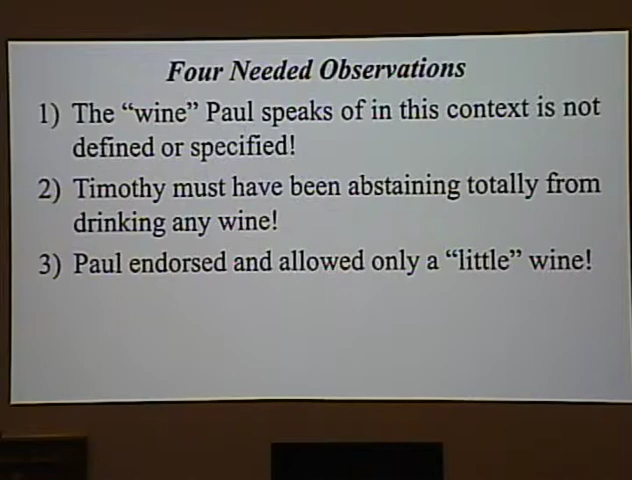 Four Needed Observations
1) The “wine” Paul speaks of in this context is not
defined or specified!
2) Timothy must have been abstaining totally from
drinking any wine!
3) Paul endorsed and allowed only a “little” wine!